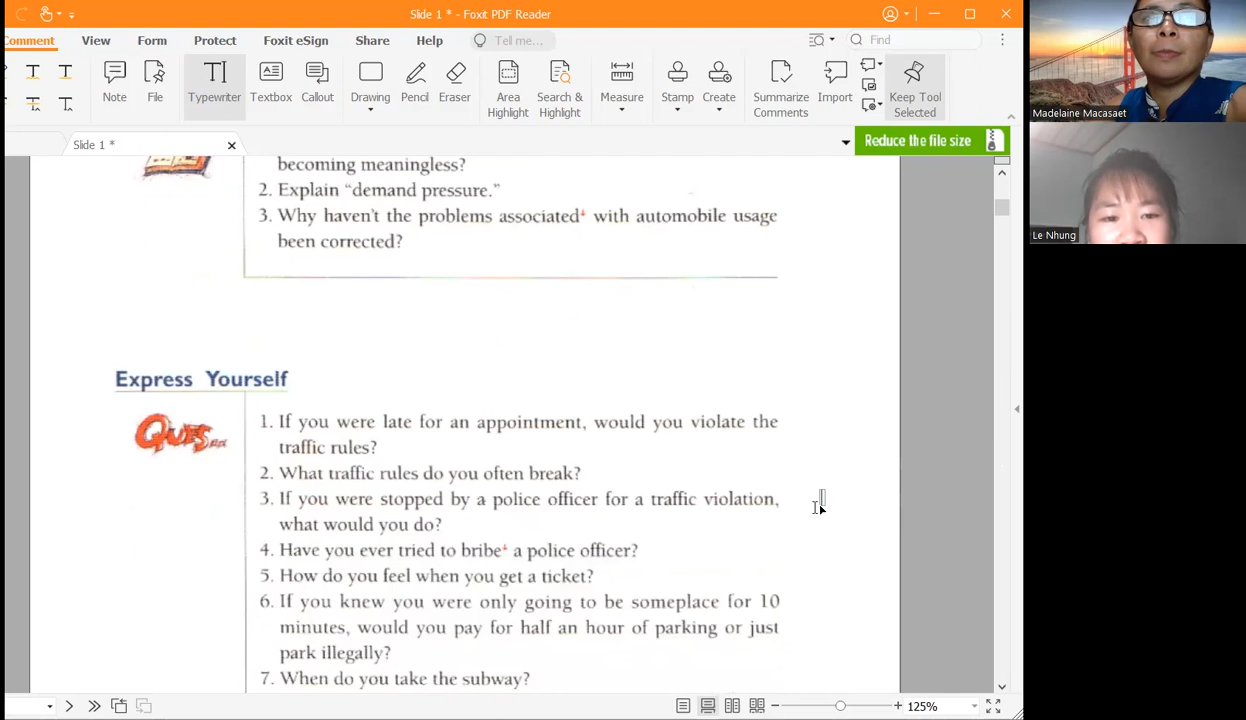 Slide 1 * - Foxit PDF Reader
Comment View Form Protect Foxit eSign Share Help Tell me... Find
Note File Typewriter Textbox Callout Drawing Pencil Eraser Area Highlight Search & Highlight Measure Stamp Create Summarize Comments Import Keep Tool Selected
Slide 1 *
Reduce the file size
becoming meaningless?
2. Explain “demand pressure.”
3. Why haven't the problems associated with automobile usage
been corrected?
Express Yourself
1. If you were late for an appointment, would you violate the
traffic rules?
2. What traffic rules do you often break?
3. If you were stopped by a police officer for a traffic violation,
what would you do?
4. Have you ever tried to bribe a police officer?
5. How do you feel when you get a ticket?
6. If you knew you were only going to be someplace for 10
minutes, would you pay for half an hour of parking or just
park illegally?
7. When do you take the subway?
125%
Madelaine Macasaet
Le Nhung